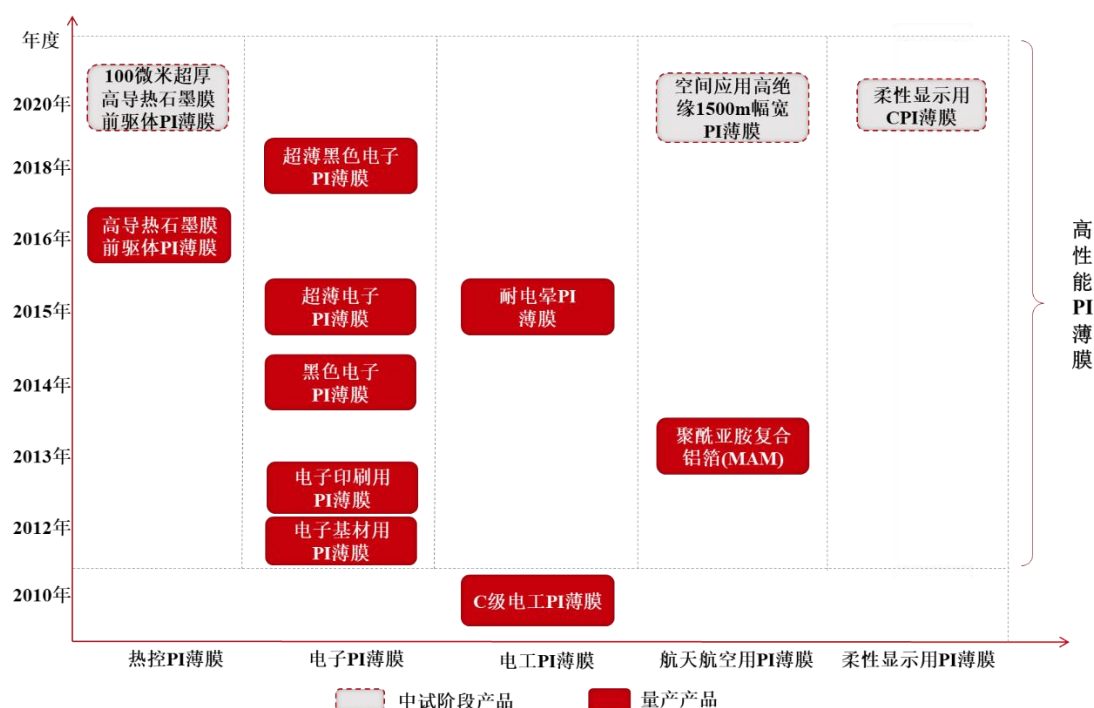 年度
100微米超厚
高导热石墨膜
前驱体PI薄膜
空间应用高绝
缘1500m幅宽
PI薄膜
柔性显示用
CPI薄膜
2020年
超薄黑色电子
PI薄膜
2018年
高导热石墨膜
前驱体PI薄膜
2016年
超薄电子
PI薄膜
耐电晕PI
薄膜
2015年
黑色电子
PI薄膜
2014年
聚酰亚胺复合
铝箔(MAM)
2013年
电子印刷用
PI薄膜
电子基材用
PI薄膜
2012年
C级电工PI薄膜
2010年
高
性
能
PI
薄
膜
热控PI薄膜
电子PI薄膜
电工PI薄膜
航天航空用PI薄膜
柔性显示用PI薄膜
中试阶段产品
量产产品